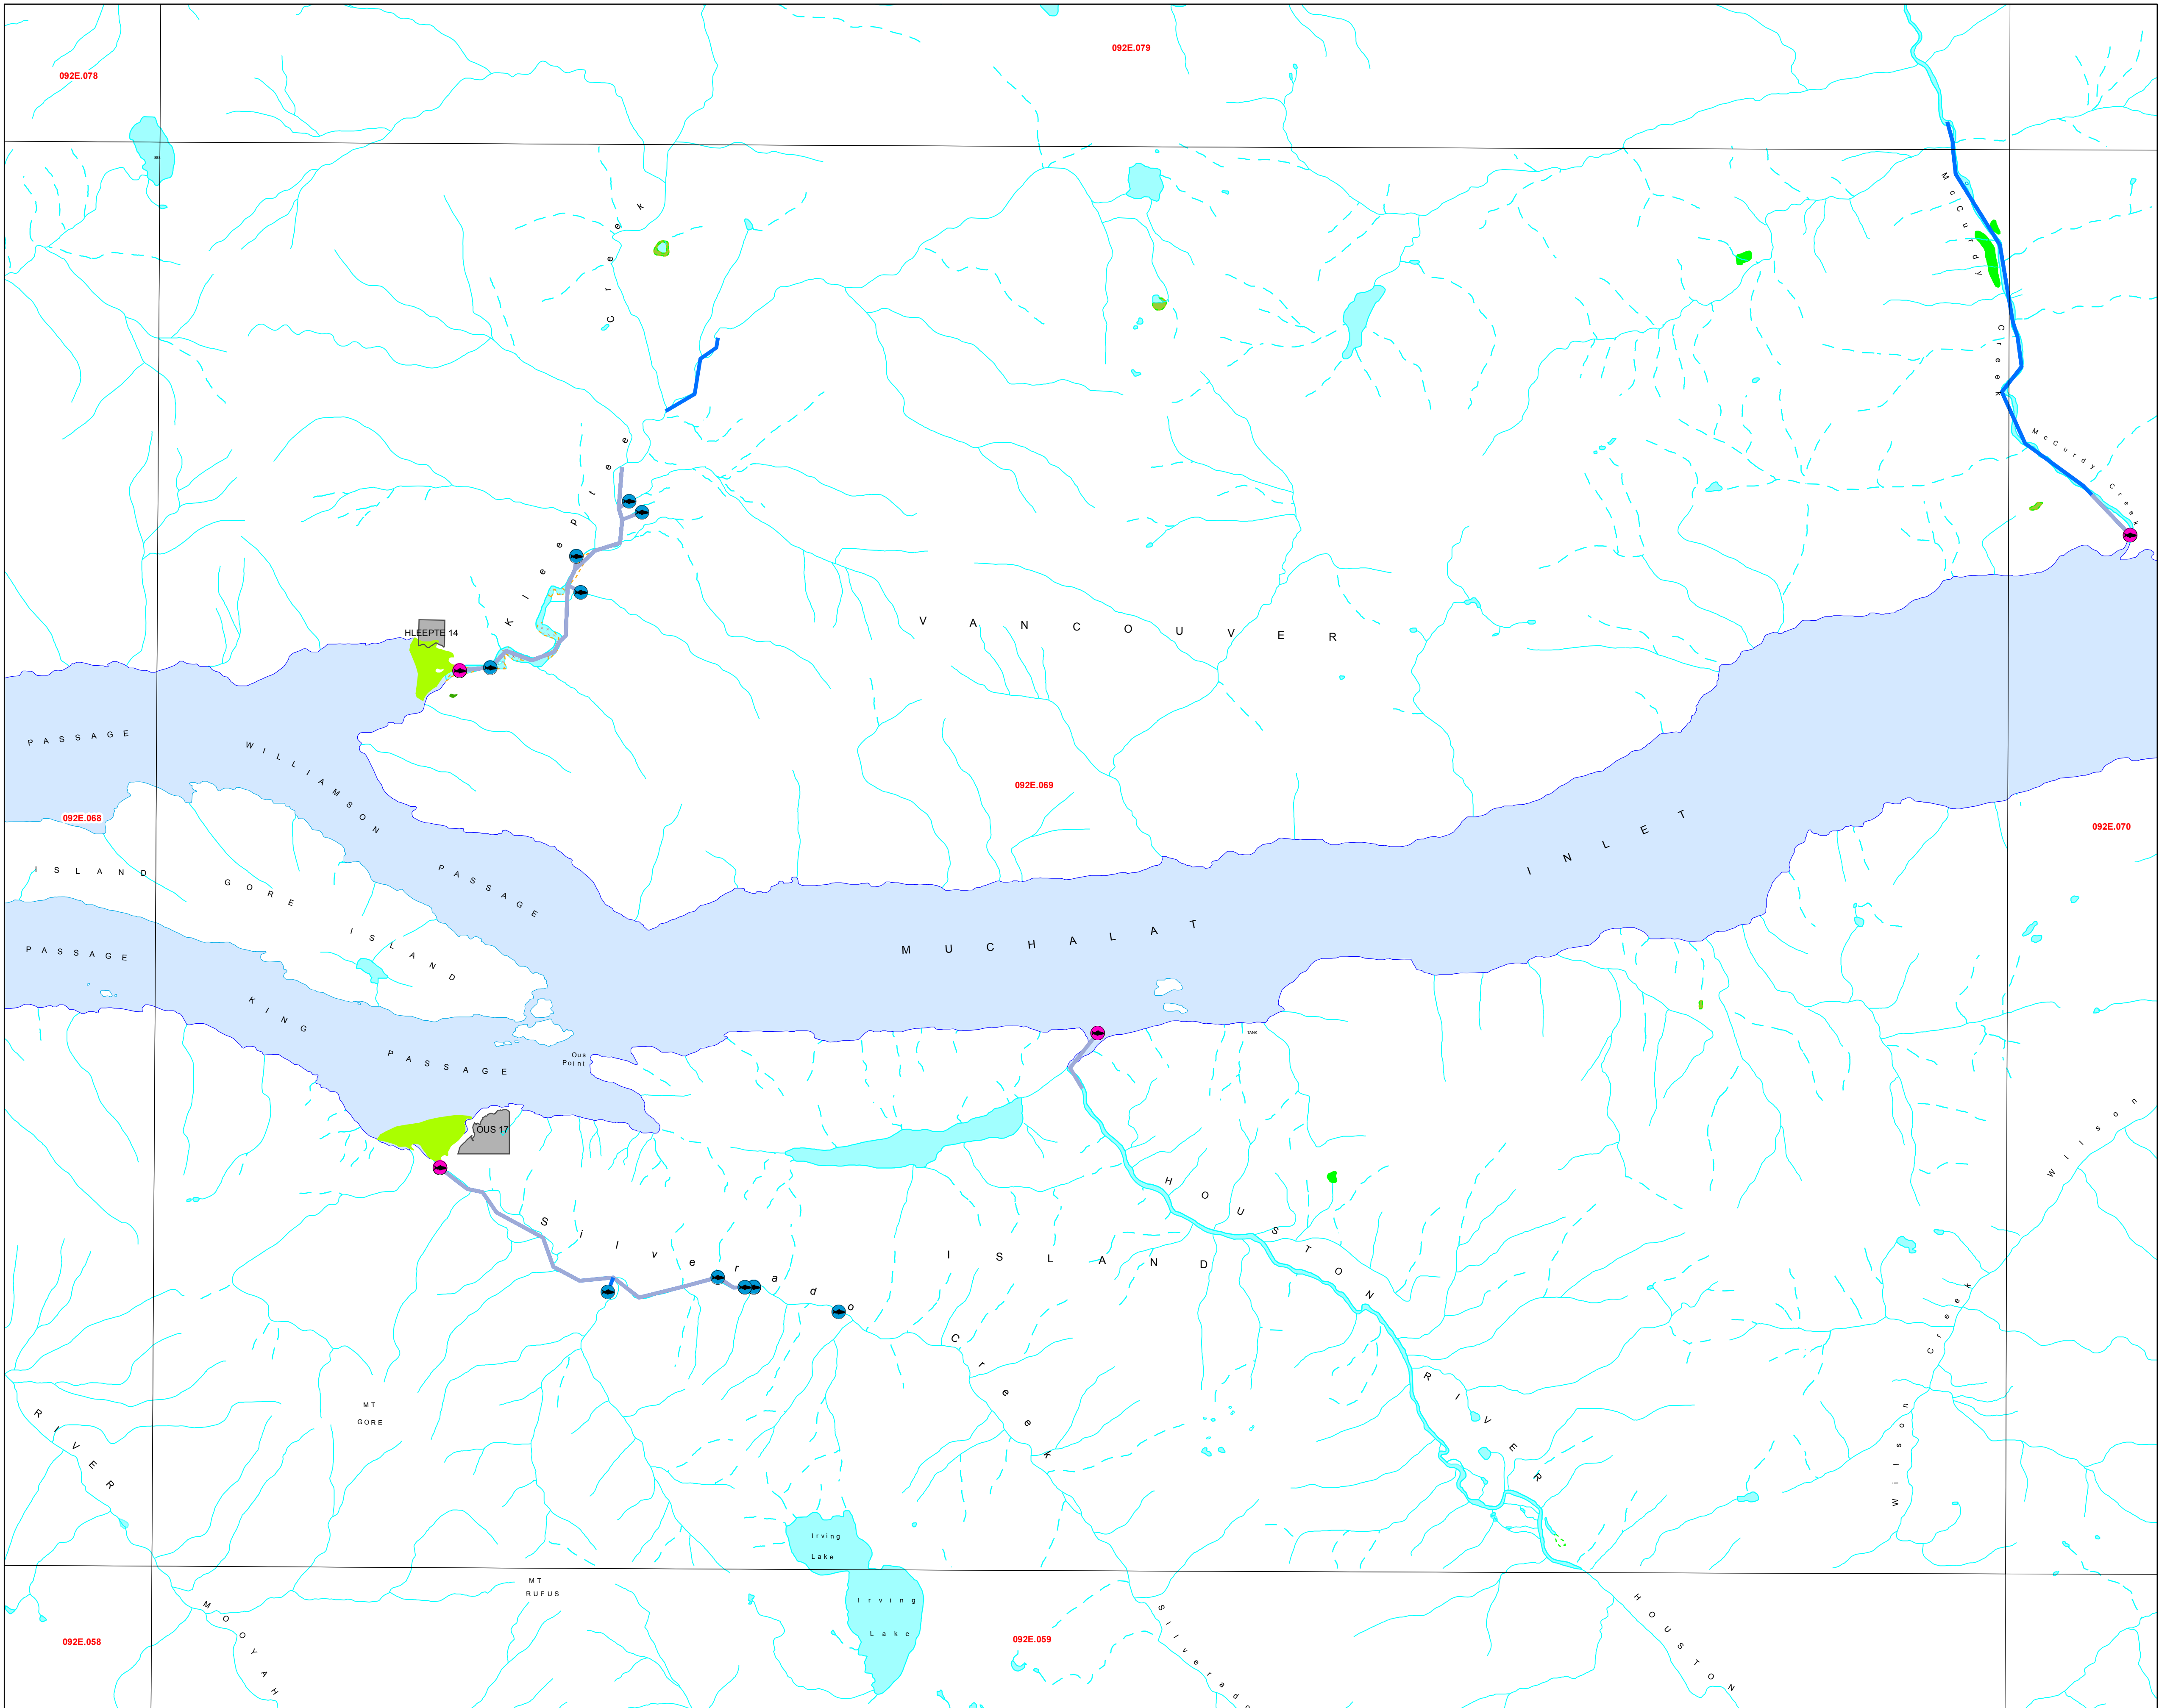 092E.079
092E.078
McCurdy
Creek
McCurdy Creek
Kleeptee
Creek
HLEEPTE 14
VANCOUVER
PASSAGE
WILLIAMSON
PASSAGE
092E.069
092E.068
092E.070
INLET
ISLAND
GORE
ISLAND
MUCHALAT
PASSAGE
KING
PASSAGE
Ous
Point
TANK
OUS 17
Silverado
Creek
ISLAND
HOUSTON
RIVER
Wilson
Creek
Wilson
MT
GORE
RIVER
Irving
Lake
MT
RUFUS
Irving
Lake
MOOYAH
092E.058
092E.059
Silverado
HOUSTON